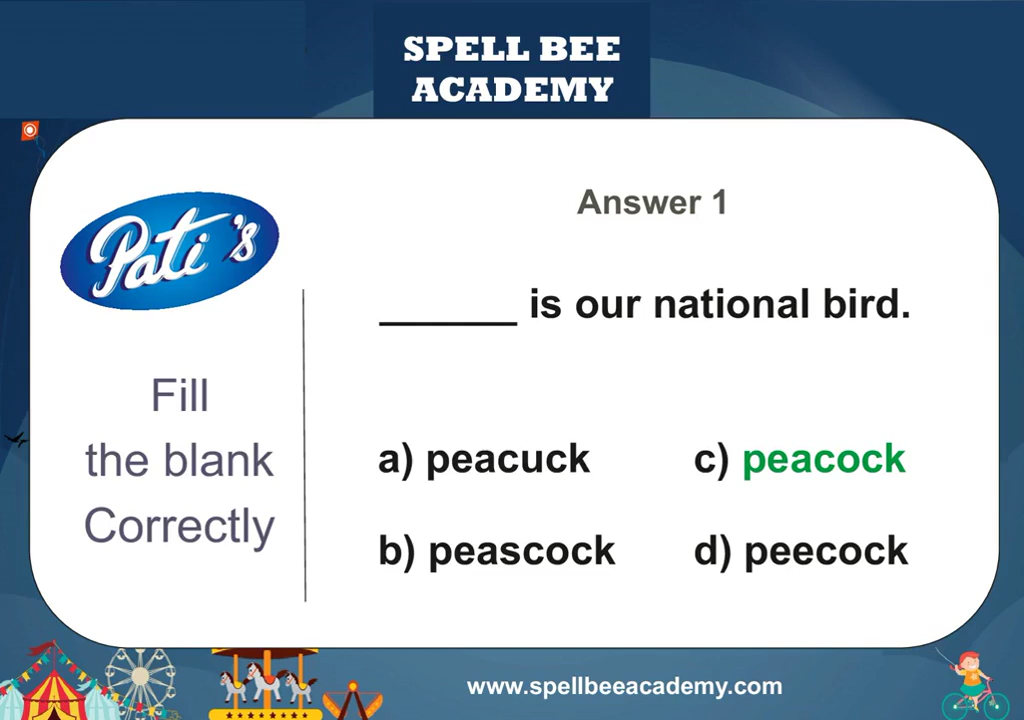 SPELL BEE
ACADEMY
Pati's
Answer 1
______ is our national bird.
Fill
the blank
Correctly
a) peacuck
c) peacock
b) peascock
d) peecock
www.spellbeeacademy.com